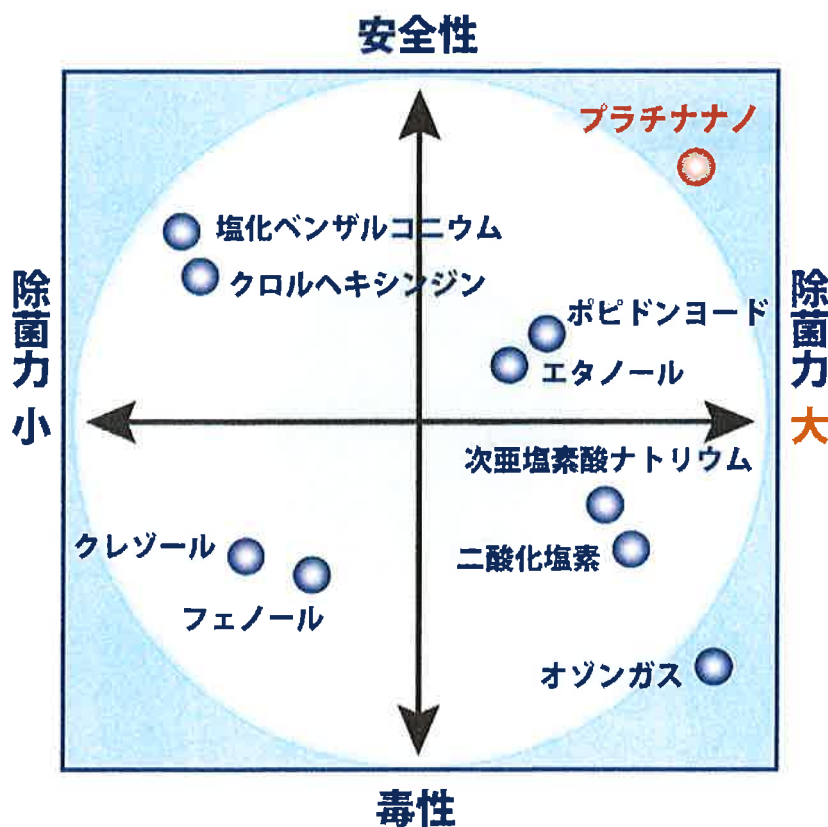 安全性
プラチナナノ
塩化ベンザルコニウム
クロルヘキシンジン
ポピドンヨード
エタノール
除菌力 小
除菌力 大
次亜塩素酸ナトリウム
クレゾール
二酸化塩素
フェノール
オゾンガス
毒性